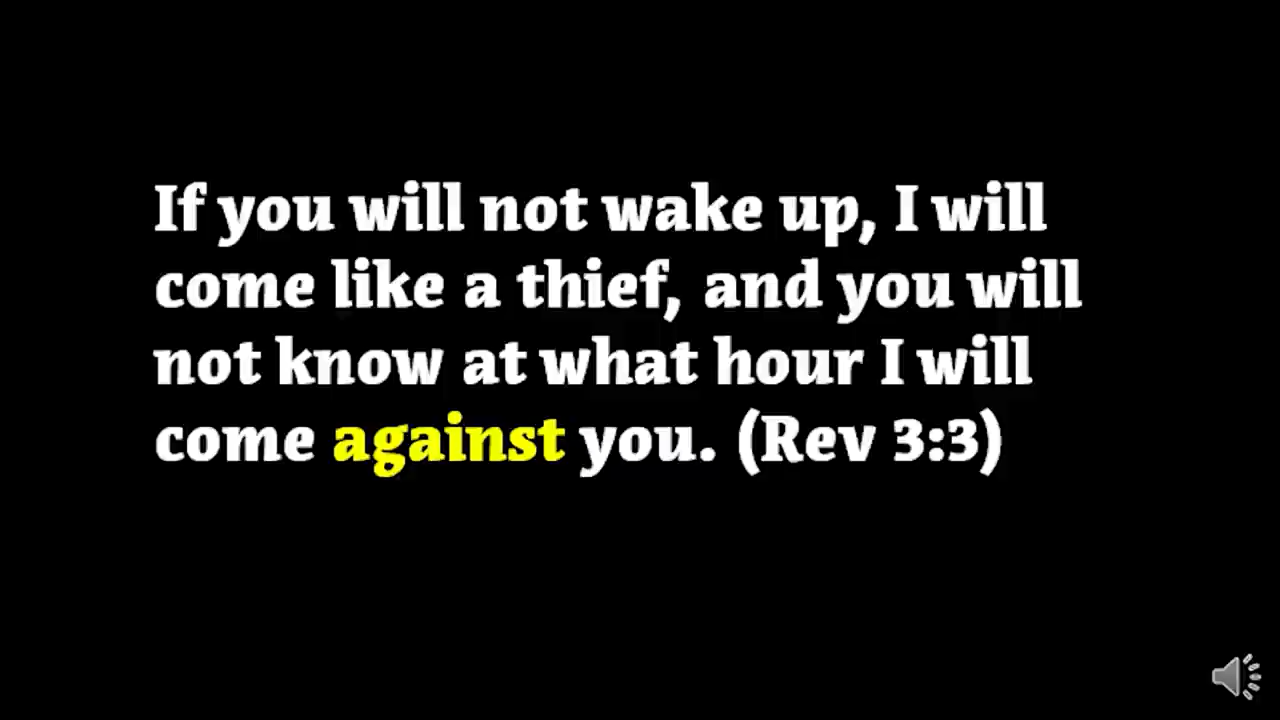 If you will not wake up, I will
come like a thief, and you will
not know at what hour I will
come against you. (Rev 3:3)